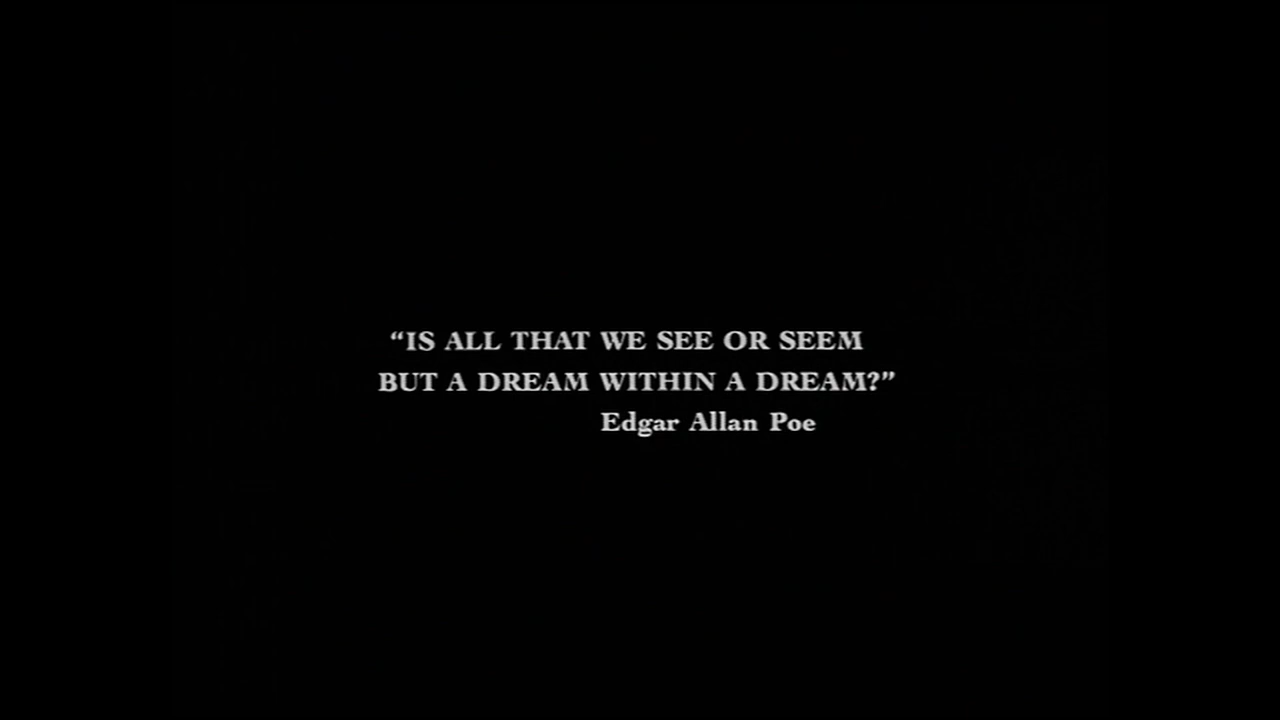 “IS ALL THAT WE SEE OR SEEM
BUT A DREAM WITHIN A DREAM?”
Edgar Allan Poe